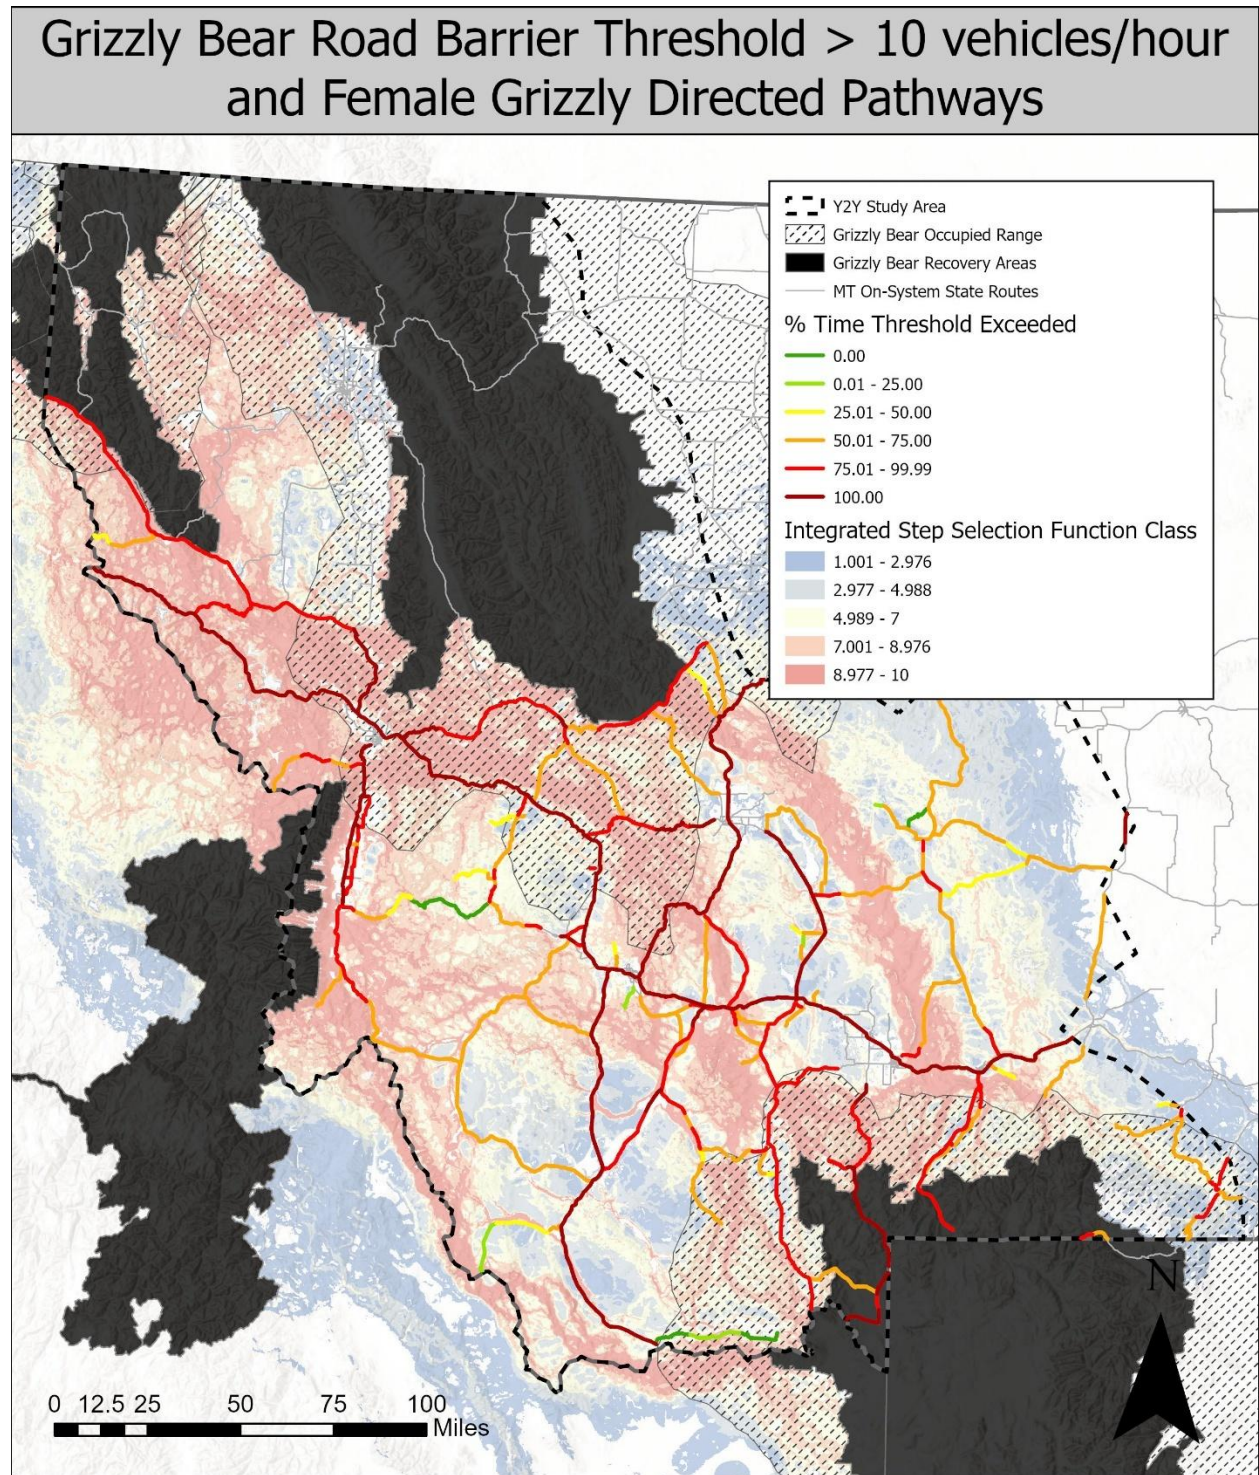 Grizzly Bear Road Barrier Threshold > 10 vehicles/hour
and Female Grizzly Directed Pathways
Y2Y Study Area
Grizzly Bear Occupied Range
Grizzly Bear Recovery Areas
MT On-System State Routes
% Time Threshold Exceeded
0.00
0.01 - 25.00
25.01 - 50.00
50.01 - 75.00
75.01 - 99.99
100.00
Integrated Step Selection Function Class
1.001 - 2.976
2.977 - 4.988
4.989 - 7
7.001 - 8.976
8.977 - 10
N
0 12.5 25 50 75 100
Miles